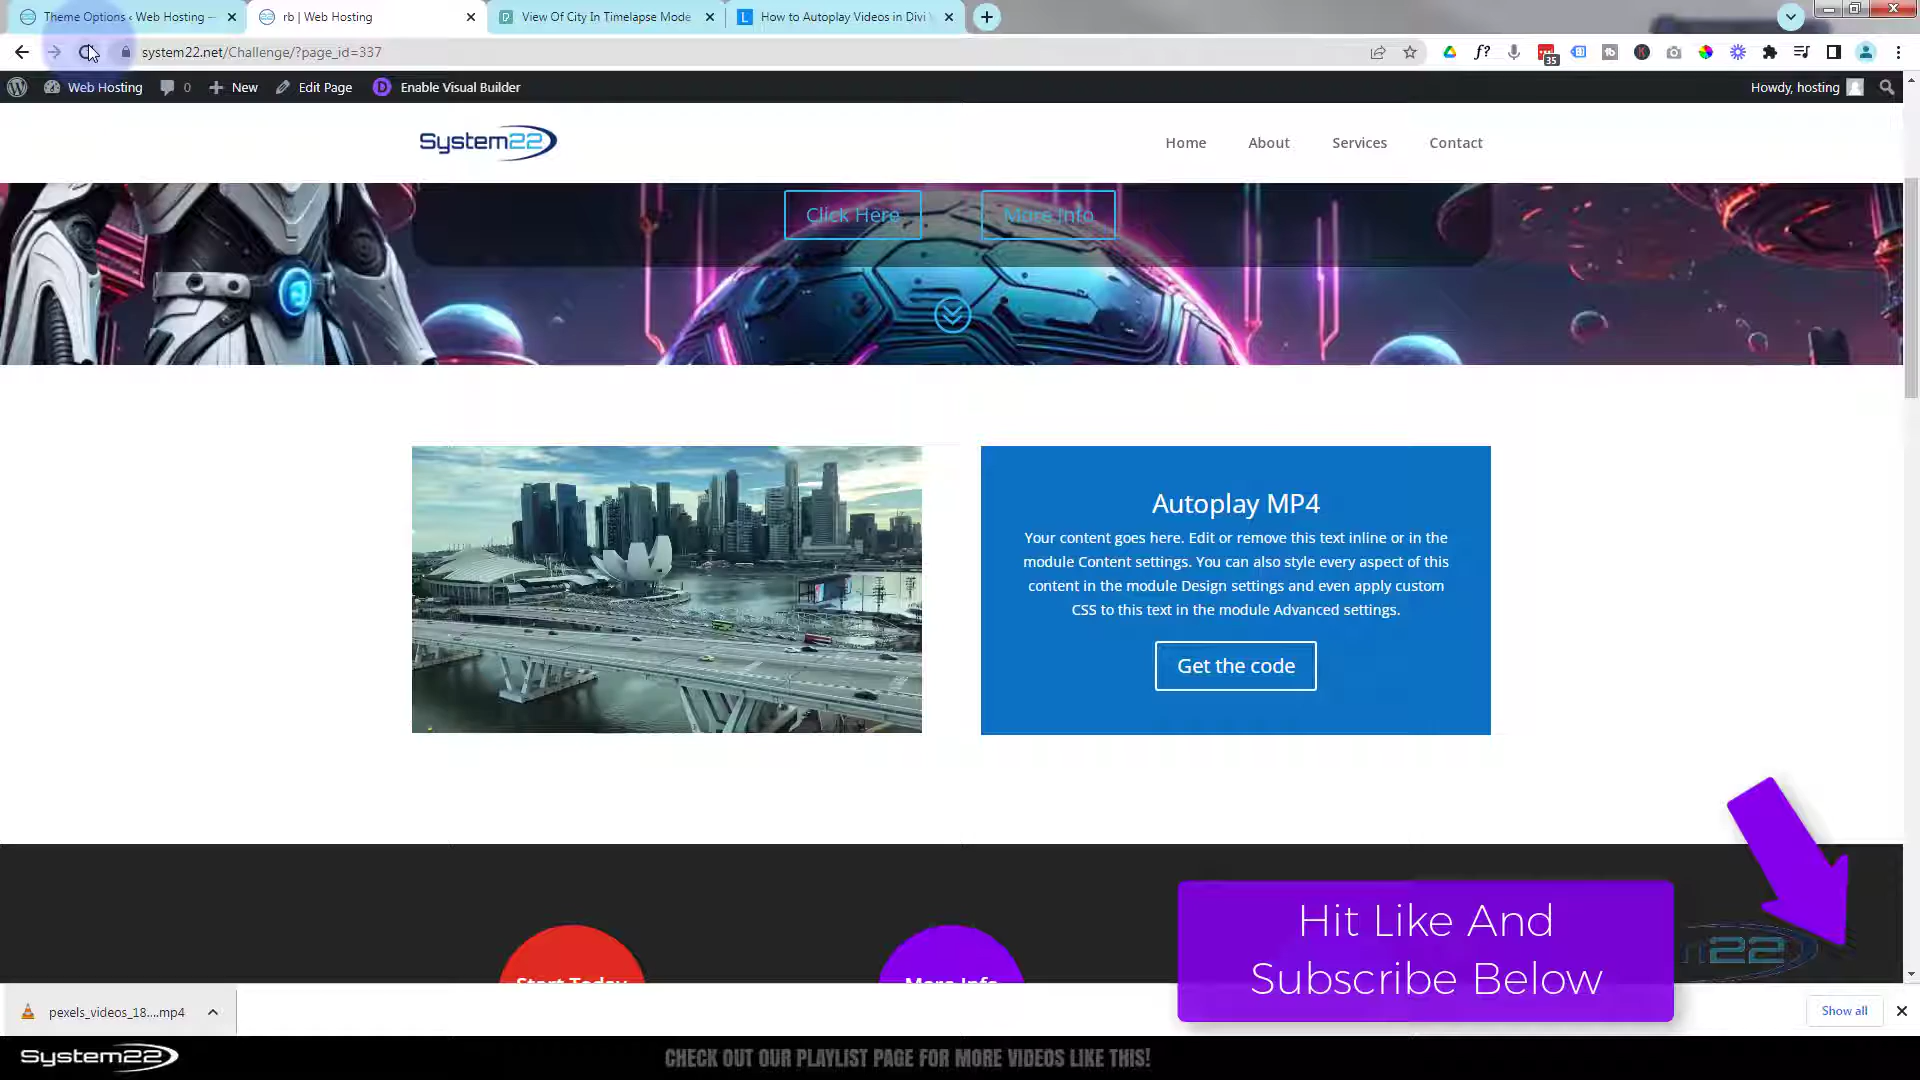 Theme Options ‹ Web Hosting —
rb | Web Hosting
View Of City In Timelapse Mode
How to Autoplay Videos in Divi
system22.net/Challenge/?page_id=337
35
Web Hosting
0
New
Edit Page
Enable Visual Builder
Howdy, hosting
System22
Home
About
Services
Contact
Click Here
More Info
Autoplay MP4
Your content goes here. Edit or remove this text inline or in the
module Content settings. You can also style every aspect of this
content in the module Design settings and even apply custom
CSS to this text in the module Advanced settings.
Get the code
Start Today
More Info
Hit Like And
Subscribe Below
pexels_videos_18....mp4
Show all
System22
CHECK OUT OUR PLAYLIST PAGE FOR MORE VIDEOS LIKE THIS!